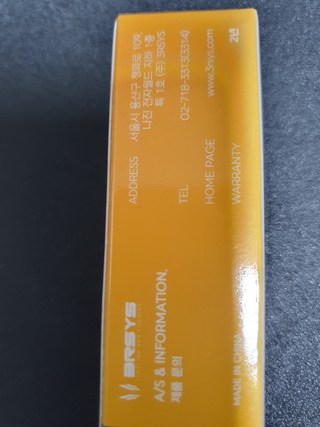 3RSYS
A/S & INFORMATION.
제품 문의
ADDRESS 서울시 용산구 청파로 109,
나진 전자월드 지하 1층
특 1호 (주) 3RSYS
TEL 02-718-3313(3314)
HOME PAGE www.3rsys.com
WARRANTY 2년
MADE IN CHINA